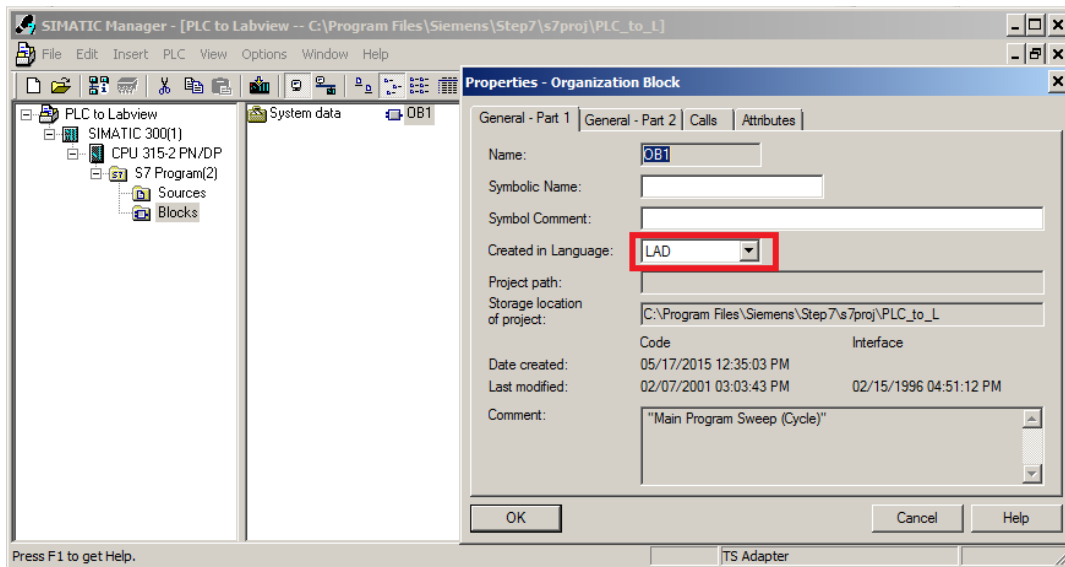 SIMATIC Manager - [PLC to Labview -- C:\Program Files\Siemens\Step7\s7proj\PLC_to_L]
File Edit Insert PLC View Options Window Help
PLC to Labview
SIMATIC 300(1)
CPU 315-2 PN/DP
S7 Program(2)
Sources
Blocks
System data
OB1
Properties - Organization Block
General - Part 1
General - Part 2
Calls
Attributes
Name: OB1
Symbolic Name:
Symbol Comment:
Created in Language: LAD
Project path:
Storage location
of project: C:\Program Files\Siemens\Step7\s7proj\PLC_to_L
Code Interface
Date created: 05/17/2015 12:35:03 PM
Last modified: 02/07/2001 03:03:43 PM 02/15/1996 04:51:12 PM
Comment: "Main Program Sweep (Cycle)"
OK Cancel Help
Press F1 to get Help. TS Adapter